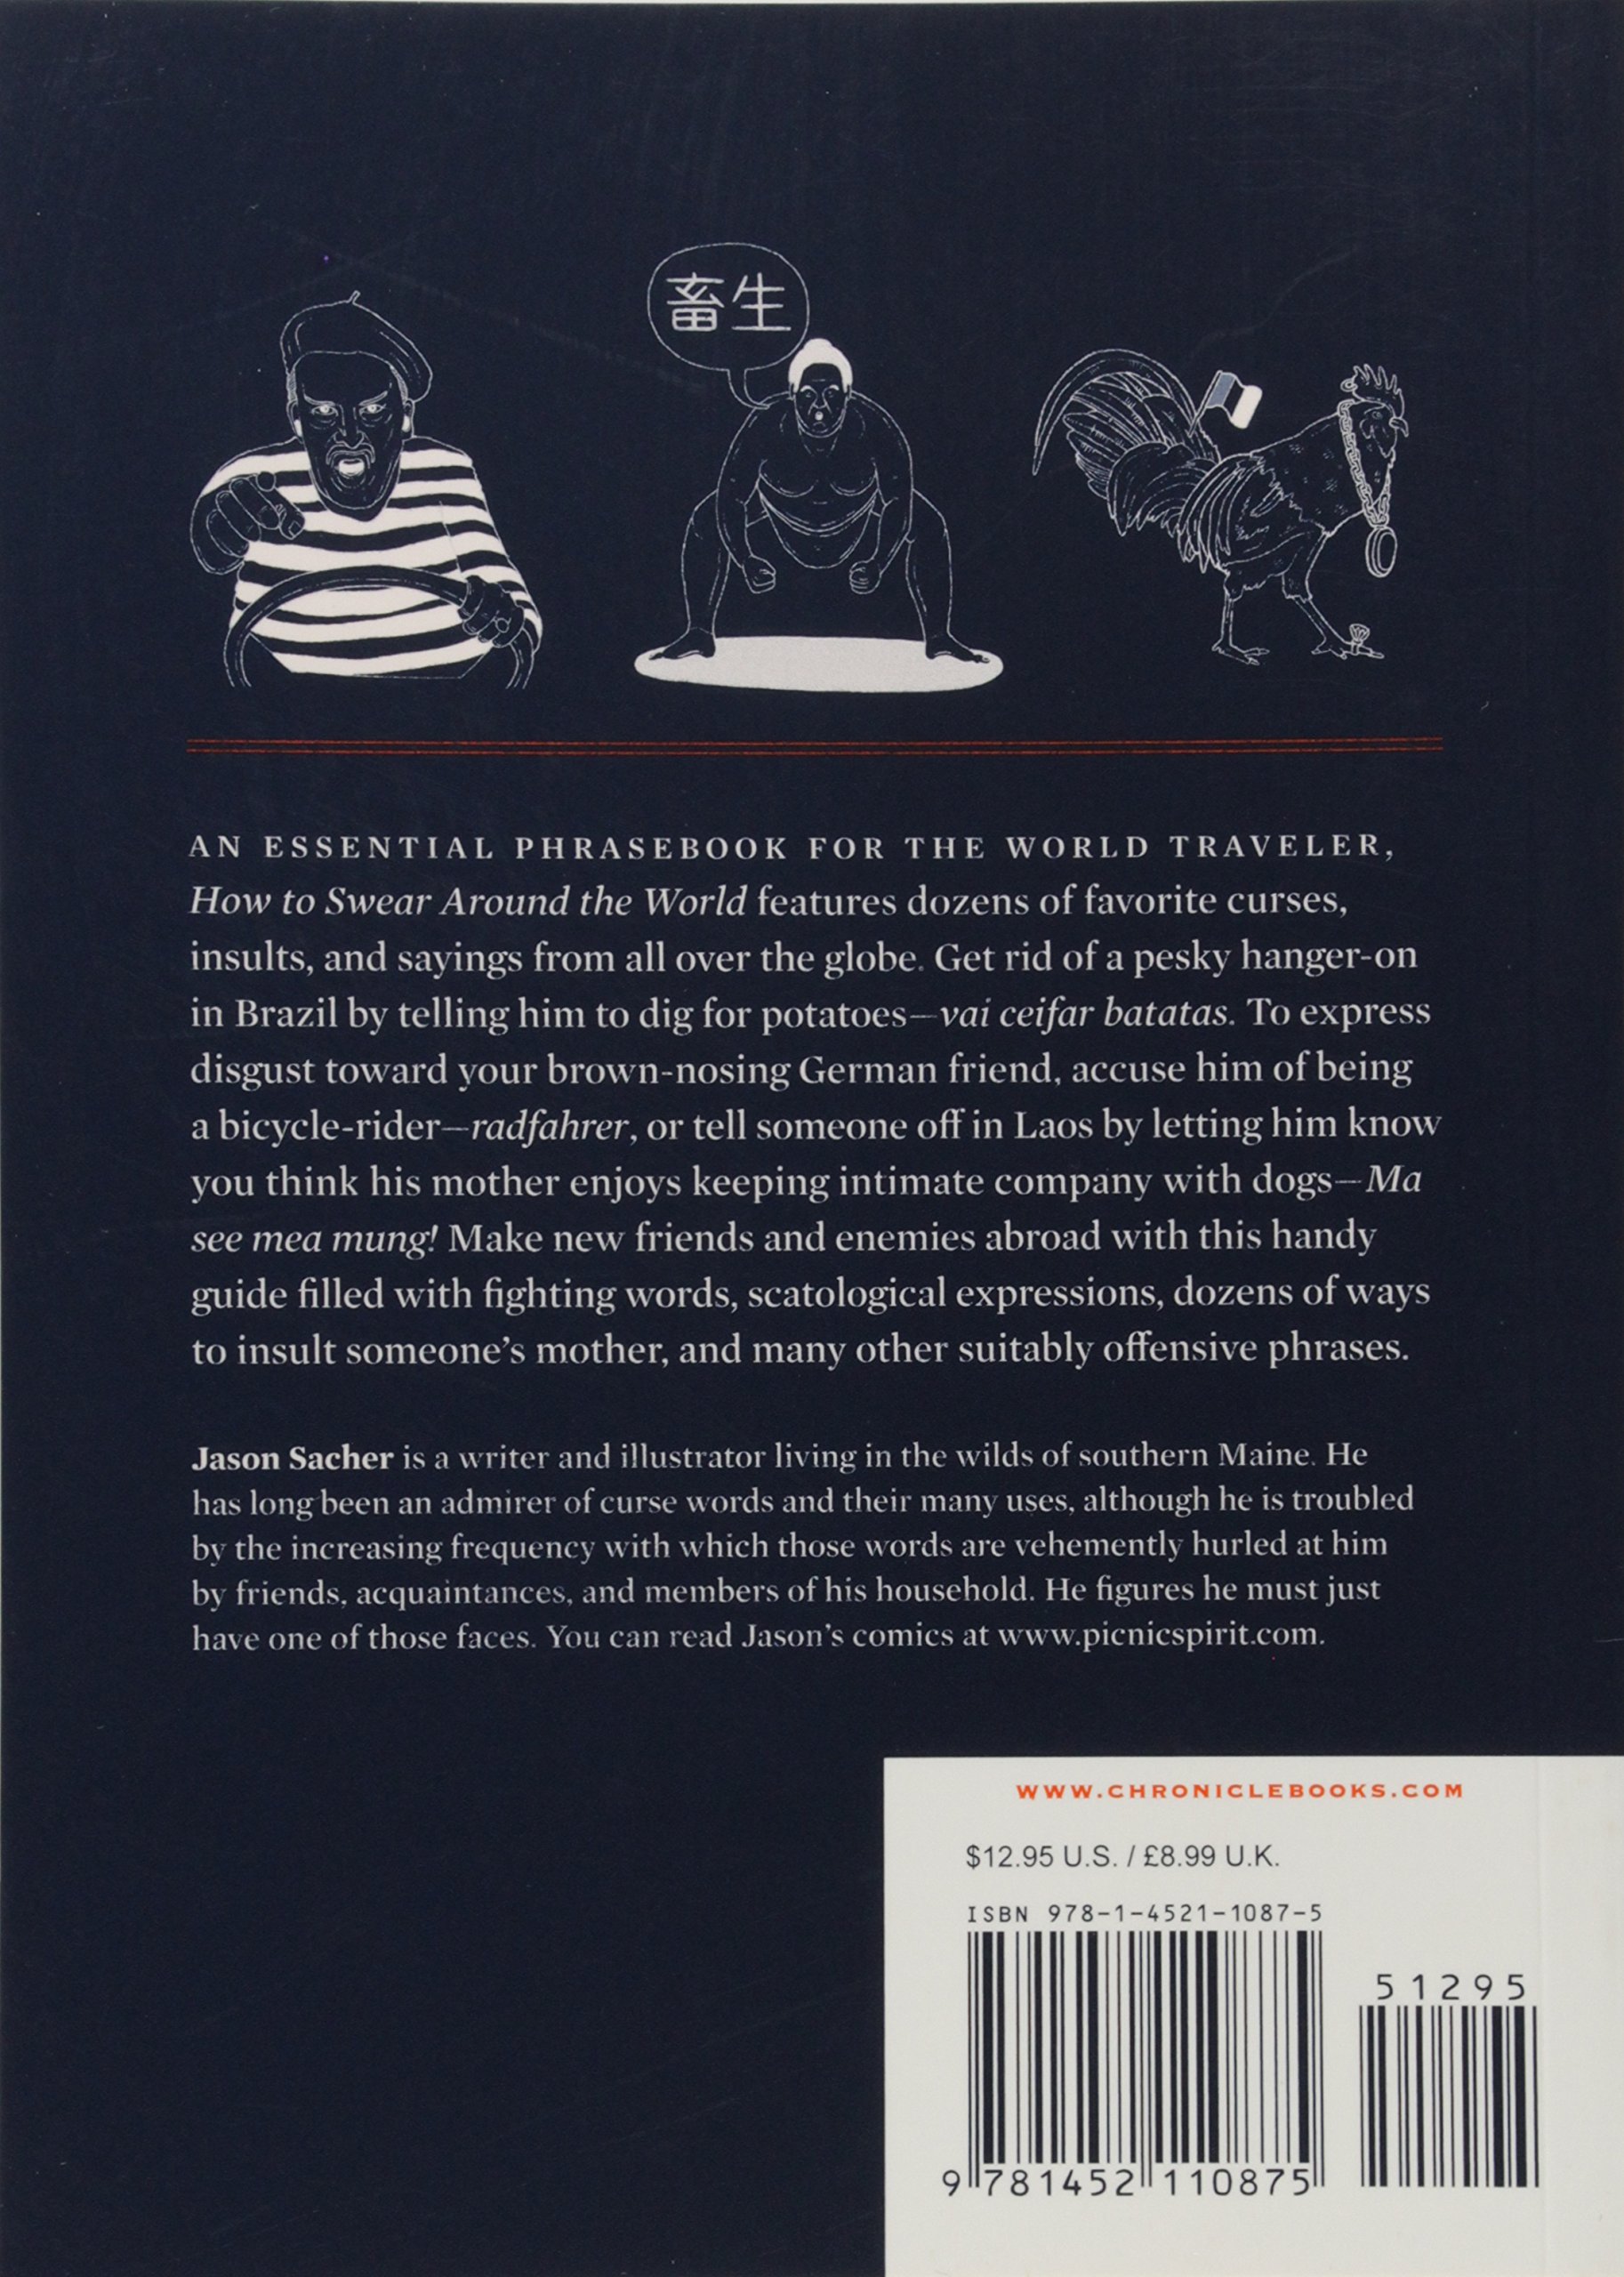 畜生
AN ESSENTIAL PHRASEBOOK FOR THE WORLD TRAVELER,
How to Swear Around the World features dozens of favorite curses,
insults, and sayings from all over the globe. Get rid of a pesky hanger-on
in Brazil by telling him to dig for potatoes—vai ceifar batatas. To express
disgust toward your brown-nosing German friend, accuse him of being
a bicycle-rider—radfahrer, or tell someone off in Laos by letting him know
you think his mother enjoys keeping intimate company with dogs—Ma
see mea mung! Make new friends and enemies abroad with this handy
guide filled with fighting words, scatological expressions, dozens of ways
to insult someone's mother, and many other suitably offensive phrases.
Jason Sacher is a writer and illustrator living in the wilds of southern Maine. He
has long been an admirer of curse words and their many uses, although he is troubled
by the increasing frequency with which those words are vehemently hurled at him
by friends, acquaintances, and members of his household. He figures he must just
have one of those faces. You can read Jason's comics at www.picnicspirit.com.
WWW.CHRONICLEBOOKS.COM
$12.95 U.S. / £8.99 U.K.
ISBN 978-1-4521-1087-5
51295
9 781452 110875